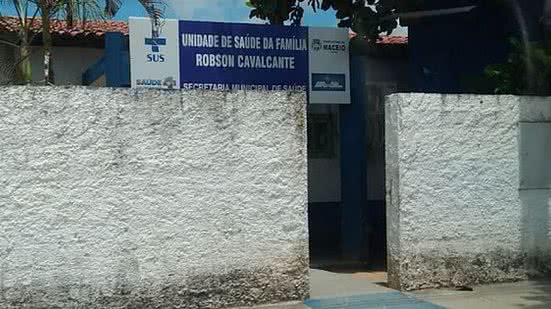 SUS
SAÚDE
UNIDADE DE SAÚDE DA FAMÍLIA
ROBSON CAVALCANTE
SECRETARIA MUNICIPAL DE SAÚDE
MACEIÓ